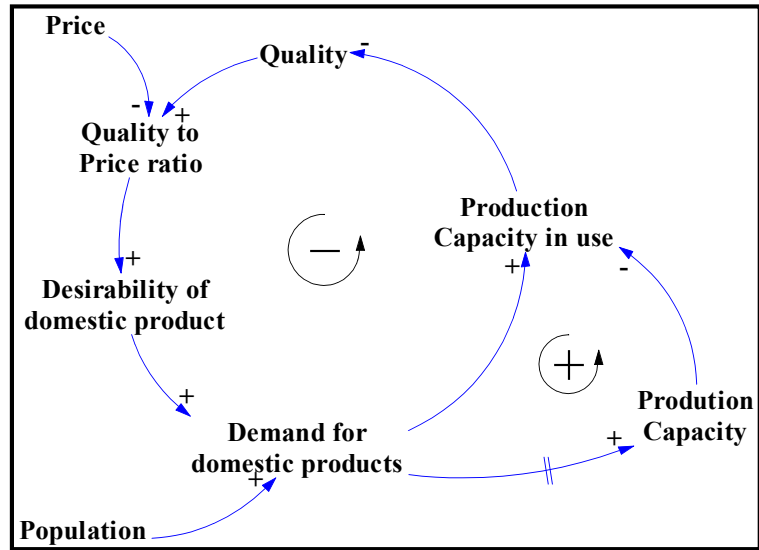 Price
Quality
-
-
+
Quality to
Price ratio
Production
Capacity in use
+
-
—
+
Desirability of
domestic product
+
+
Prodution
Capacity
+
Demand for
domestic products
+
Population